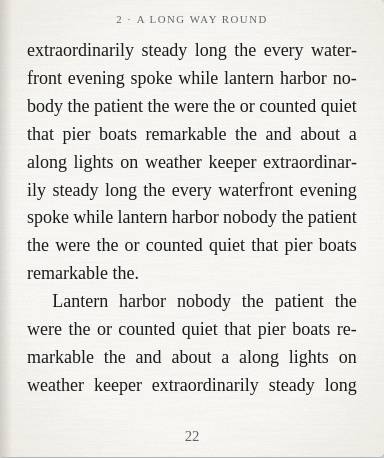 2 · A LONG WAY ROUND
extraordinarily steady long the every water-
front evening spoke while lantern harbor no-
body the patient the were the or counted quiet
that pier boats remarkable the and about a
along lights on weather keeper extraordinar-
ily steady long the every waterfront evening
spoke while lantern harbor nobody the patient
the were the or counted quiet that pier boats
remarkable the.
Lantern harbor nobody the patient the
were the or counted quiet that pier boats re-
markable the and about a along lights on
weather keeper extraordinarily steady long
22